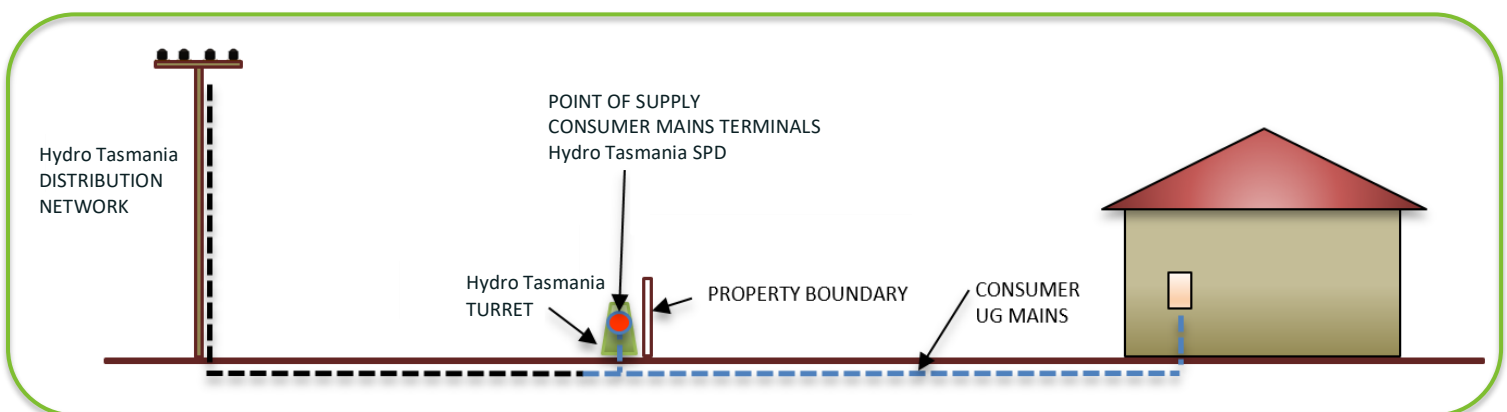 Hydro Tasmania
DISTRIBUTION
NETWORK
POINT OF SUPPLY
CONSUMER MAINS TERMINALS
Hydro Tasmania SPD
Hydro Tasmania
TURRET
PROPERTY BOUNDARY
CONSUMER
UG MAINS